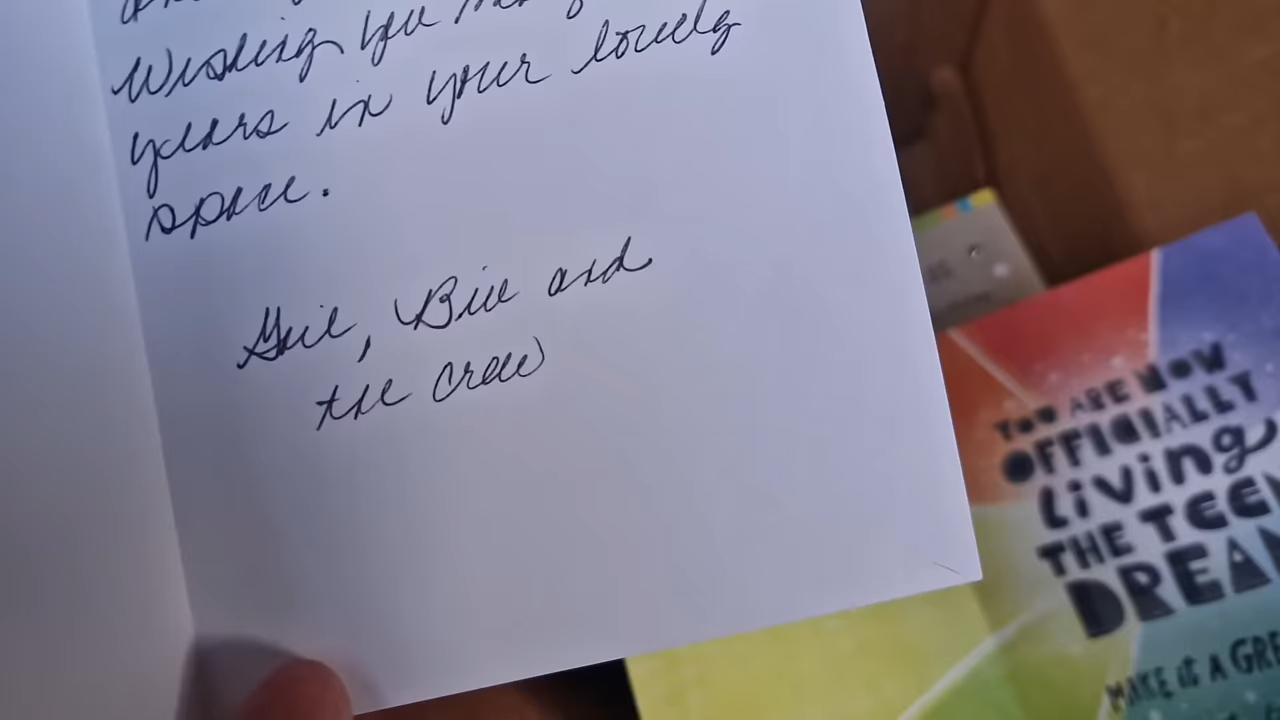 Wishing you many
years in your lovely
space.
Gail, Bill and
the crew
YOU ARE NOW
OFFICIALLY
Living
THE TEEN
DREAM
MAKE IT A GRE